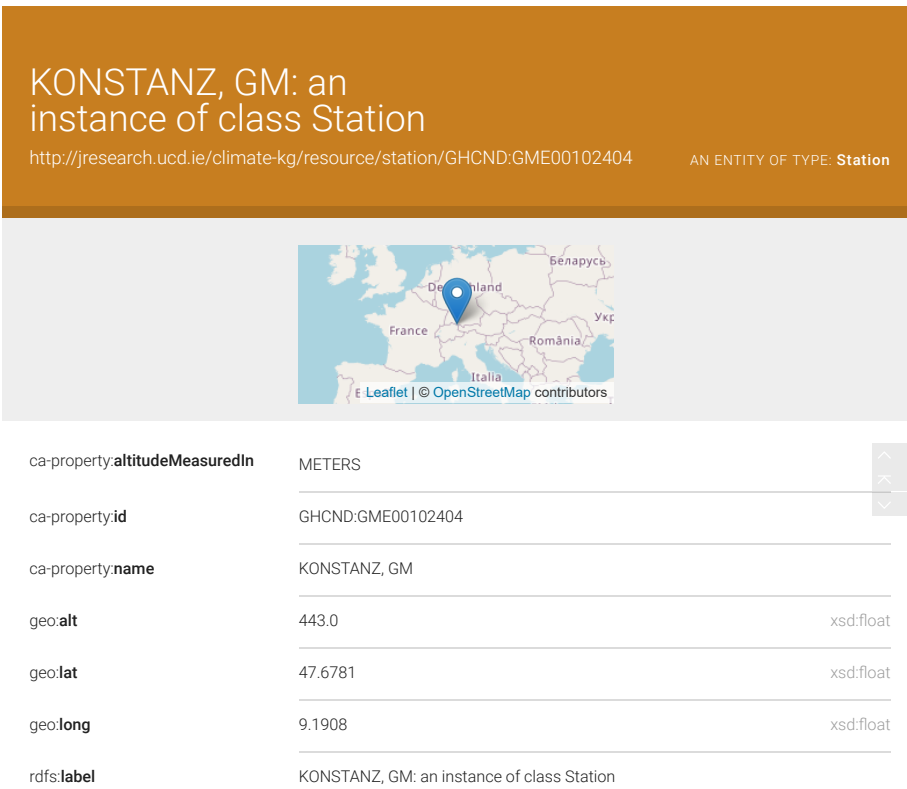 KONSTANZ, GM: an
instance of class Station
http://jresearch.ucd.ie/climate-kg/resource/station/GHCND:GME00102404
AN ENTITY OF TYPE: Station
Беларусь
France
România
Italia
Leaflet | © OpenStreetMap contributors
ca-property:altitudeMeasuredIn
METERS
ca-property:id
GHCND:GME00102404
ca-property:name
KONSTANZ, GM
geo:alt
443.0
xsd:float
geo:lat
47.6781
xsd:float
geo:long
9.1908
xsd:float
rdfs:label
KONSTANZ, GM: an instance of class Station